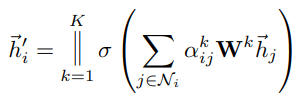 $$\vec{h}'_i = \Big\Vert_{k=1}^{K} \sigma \left( \sum_{j \in \mathcal{N}_i} \alpha_{ij}^{k} \mathbf{W}^{k} \vec{h}_j \right)$$